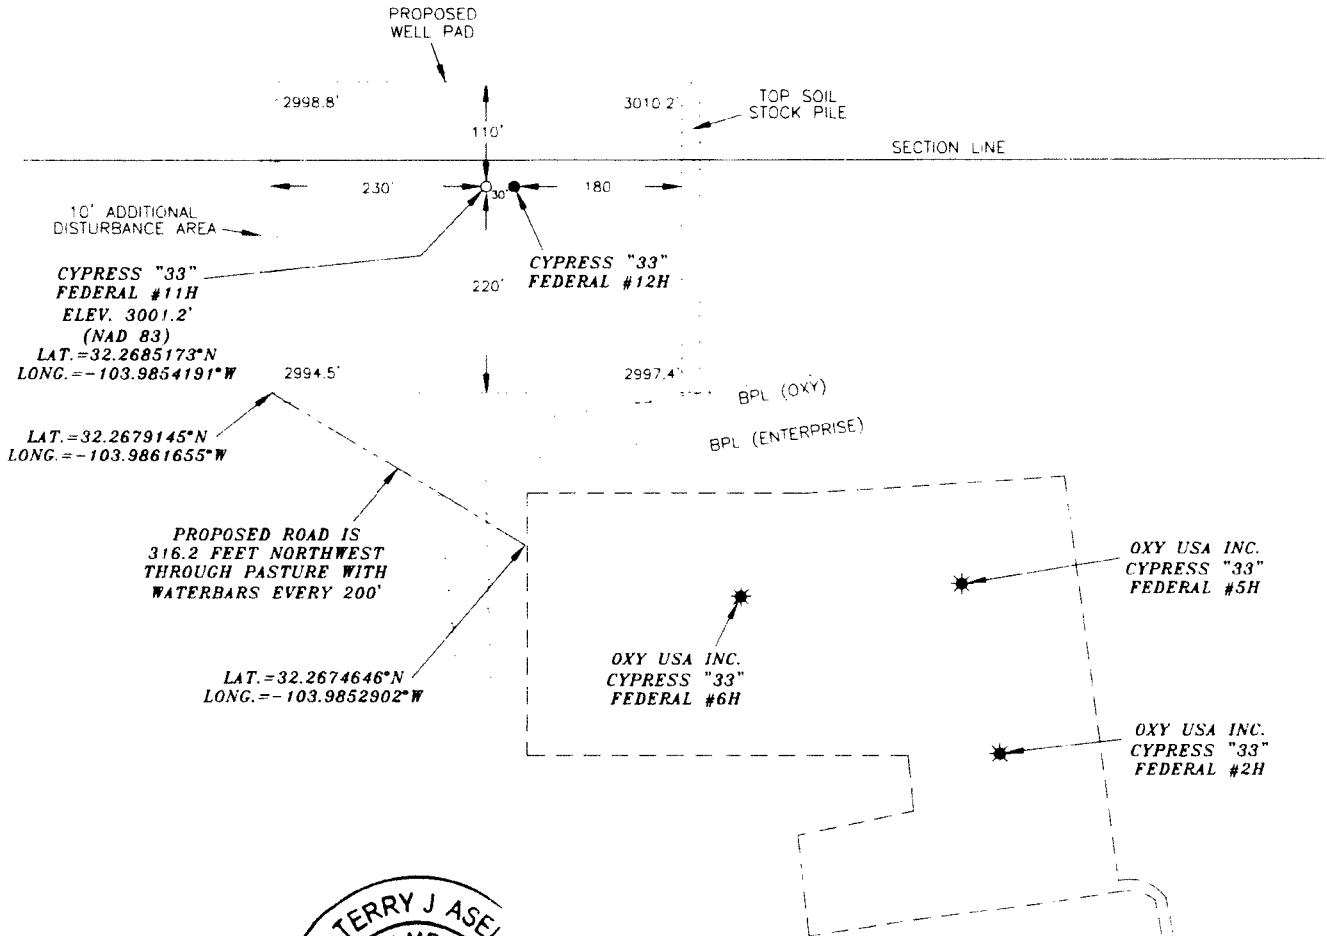 PROPOSED
WELL PAD
2998.8'
3010.2'
TOP SOIL
STOCK PILE
110'
SECTION LINE
230'
30'
180
10' ADDITIONAL
DISTURBANCE AREA
CYPRESS "33"
FEDERAL #11H
ELEV. 3001.2'
(NAD 83)
LAT.=32.2685173°N
LONG.=-103.9854191°W
CYPRESS "33"
FEDERAL #12H
220'
2994.5'
2997.4'
BPL (OXY)
BPL (ENTERPRISE)
LAT.=32.2679145°N
LONG.=-103.9861655°W
PROPOSED ROAD IS
316.2 FEET NORTHWEST
THROUGH PASTURE WITH
WATERBARS EVERY 200'
OXY USA INC.
CYPRESS "33"
FEDERAL #5H
OXY USA INC.
CYPRESS "33"
FEDERAL #6H
LAT.=32.2674646°N
LONG.=-103.9852902°W
OXY USA INC.
CYPRESS "33"
FEDERAL #2H
TERRY J